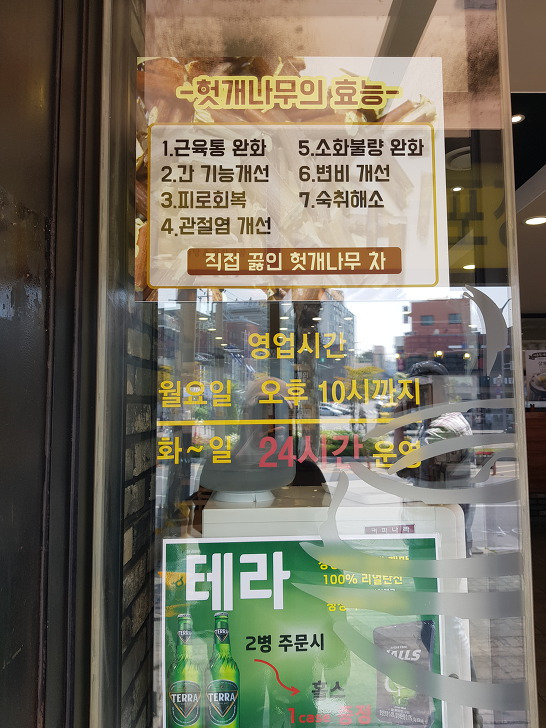 -헛개나무의 효능-
1.근육통 완화
2.간 기능개선
3.피로회복
4.관절염 개선
5.소화불량 완화
6.변비 개선
7.숙취해소
직접 끓인 헛개나무 차
영업시간
월요일 오후 10시까지
화~일 24시간 운영
테라
100% 리얼탄산
2병 주문시
홀스
1case 증정
TERRA
TERRA
HALLS